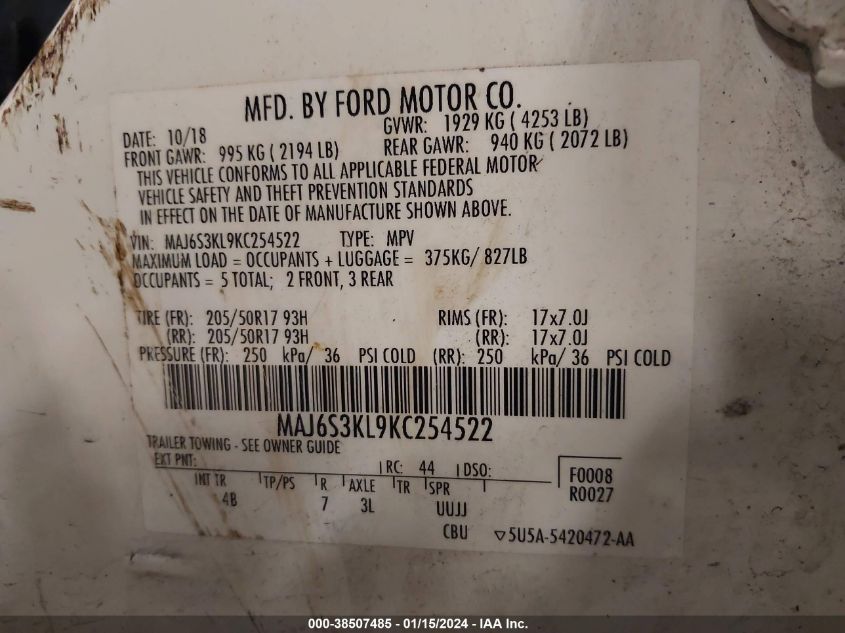 MFD. BY FORD MOTOR CO.
DATE: 10/18 GVWR: 1929 KG ( 4253 LB)
FRONT GAWR: 995 KG ( 2194 LB) REAR GAWR: 940 KG ( 2072 LB)
THIS VEHICLE CONFORMS TO ALL APPLICABLE FEDERAL MOTOR
VEHICLE SAFETY AND THEFT PREVENTION STANDARDS
IN EFFECT ON THE DATE OF MANUFACTURE SHOWN ABOVE.
VIN: MAJ6S3KL9KC254522 TYPE: MPV
MAXIMUM LOAD = OCCUPANTS + LUGGAGE = 375KG/ 827LB
OCCUPANTS = 5 TOTAL; 2 FRONT, 3 REAR
TIRE (FR): 205/50R17 93H RIMS (FR): 17x7.0J
(RR): 205/50R17 93H (RR): 17x7.0J
PRESSURE (FR): 250 kPa/ 36 PSI COLD (RR): 250 kPa/ 36 PSI COLD
MAJ6S3KL9KC254522
TRAILER TOWING - SEE OWNER GUIDE
EXT PNT: RC: 44 DSO: F0008
R0027
INT TR TP/PS R AXLE TR SPR
4B 7 3L UUJJ
CBU ▽5U5A-5420472-AA
000-38507485 - 01/15/2024 - IAA Inc.